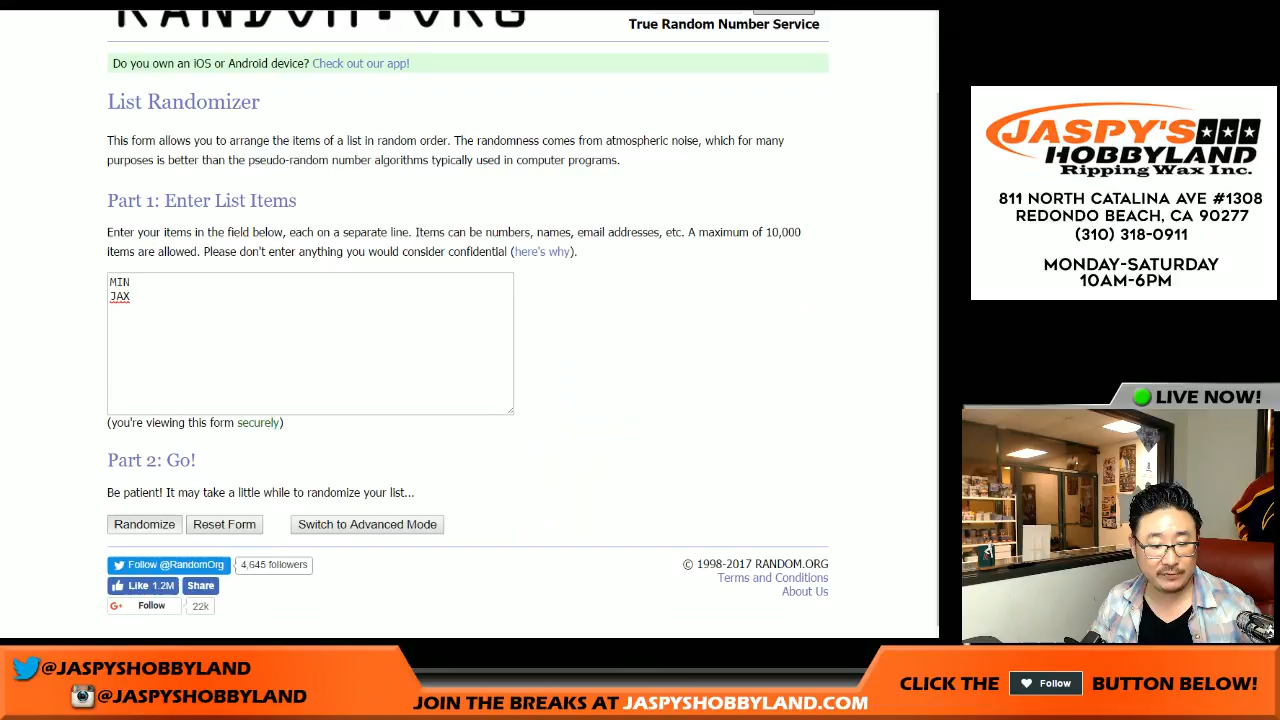 RANDOM.ORG
True Random Number Service
Do you own an iOS or Android device? Check out our app!
List Randomizer
This form allows you to arrange the items of a list in random order. The randomness comes from atmospheric noise, which for many
purposes is better than the pseudo-random number algorithms typically used in computer programs.
Part 1: Enter List Items
Enter your items in the field below, each on a separate line. Items can be numbers, names, email addresses, etc. A maximum of 10,000
items are allowed. Please don't enter anything you would consider confidential (here's why).
MIN
JAX
(you're viewing this form securely)
Part 2: Go!
Be patient! It may take a little while to randomize your list...
Randomize Reset Form Switch to Advanced Mode
Follow @RandomOrg 4,645 followers
Like 1.2M Share
G+ Follow 22k
© 1998-2017 RANDOM.ORG
Terms and Conditions
About Us
JASPY'S
HOBBYLAND
Ripping Wax Inc.
811 NORTH CATALINA AVE #1308
REDONDO BEACH, CA 90277
(310) 318-0911
MONDAY-SATURDAY
10AM-6PM
LIVE NOW!
@JASPYSHOBBYLAND
@JASPYSHOBBYLAND
JOIN THE BREAKS AT JASPYSHOBBYLAND.COM
CLICK THE Follow BUTTON BELOW!